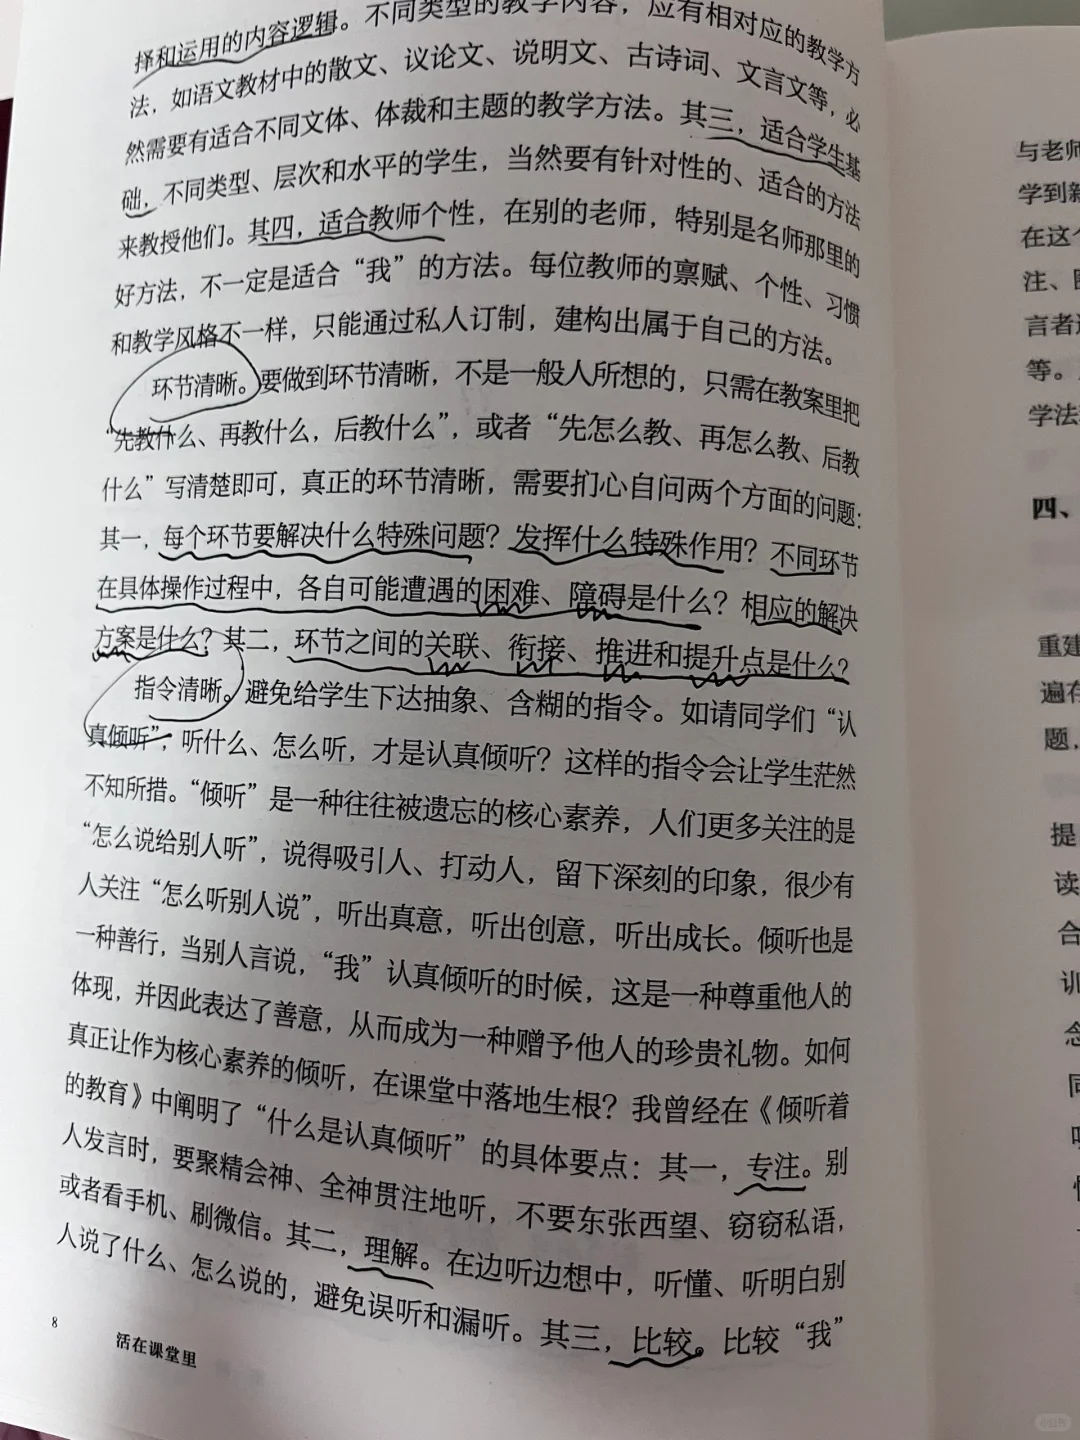 择和运用的内容逻辑。不同类型的教学内容，应有相对应的教学方
法，如语文教材中的散文、议论文、说明文、古诗词、文言文等，必
然需要有适合不同文体、体裁和主题的教学方法。其三，适合学生基
础，不同类型、层次和水平的学生，当然要有针对性的、适合的方法
来教授他们。其四，适合教师个性，在别的老师，特别是名师那里的
好方法，不一定是适合“我”的方法。每位教师的禀赋、个性、习惯
和教学风格不一样，只能通过私人订制，建构出属于自己的方法。
环节清晰。要做到环节清晰，不是一般人所想的，只需在教案里把
“先教什么、再教什么，后教什么”，或者“先怎么教、再怎么教、后教
什么”写清楚即可，真正的环节清晰，需要扪心自问两个方面的问题：
其一，每个环节要解决什么特殊问题？发挥什么特殊作用？不同环节
在具体操作过程中，各自可能遭遇的困难、障碍是什么？相应的解决
方案是什么？其二，环节之间的关联、衔接、推进和提升点是什么？
指令清晰。避免给学生下达抽象、含糊的指令。如请同学们“认
真倾听”，听什么、怎么听，才是认真倾听？这样的指令会让学生茫然
不知所措。“倾听”是一种往往被遗忘的核心素养，人们更多关注的是
“怎么说给别人听”，说得吸引人、打动人，留下深刻的印象，很少有
人关注“怎么听别人说”，听出真意，听出创意，听出成长。倾听也是
一种善行，当别人言说，“我”认真倾听的时候，这是一种尊重他人的
体现，并因此表达了善意，从而成为一种赠予他人的珍贵礼物。如何
真正让作为核心素养的倾听，在课堂中落地生根？我曾经在《倾听着
的教育》中阐明了“什么是认真倾听”的具体要点：其一，专注。别
人发言时，要聚精会神、全神贯注地听，不要东张西望、窃窃私语，
或者看手机、刷微信。其二，理解。在边听边想中，听懂、听明白别
人说了什么、怎么说的，避免误听和漏听。其三，比较。比较“我”
8
活在课堂里
与老师
学到新
在这个
言者
等。
学法
四、
重建
遍在
题，
提
读
合
训
念
同